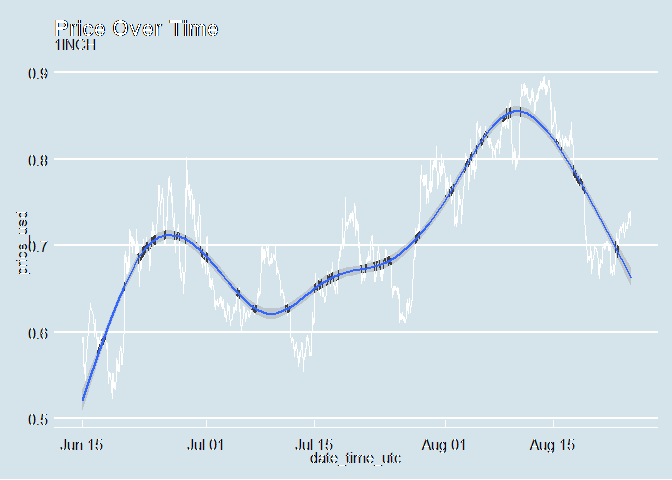 Price Over Time
1INCH
0.9
0.8
0.7
0.6
0.5
price_usd
Jun 15
Jul 01
Jul 15
Aug 01
Aug 15
date_time_utc